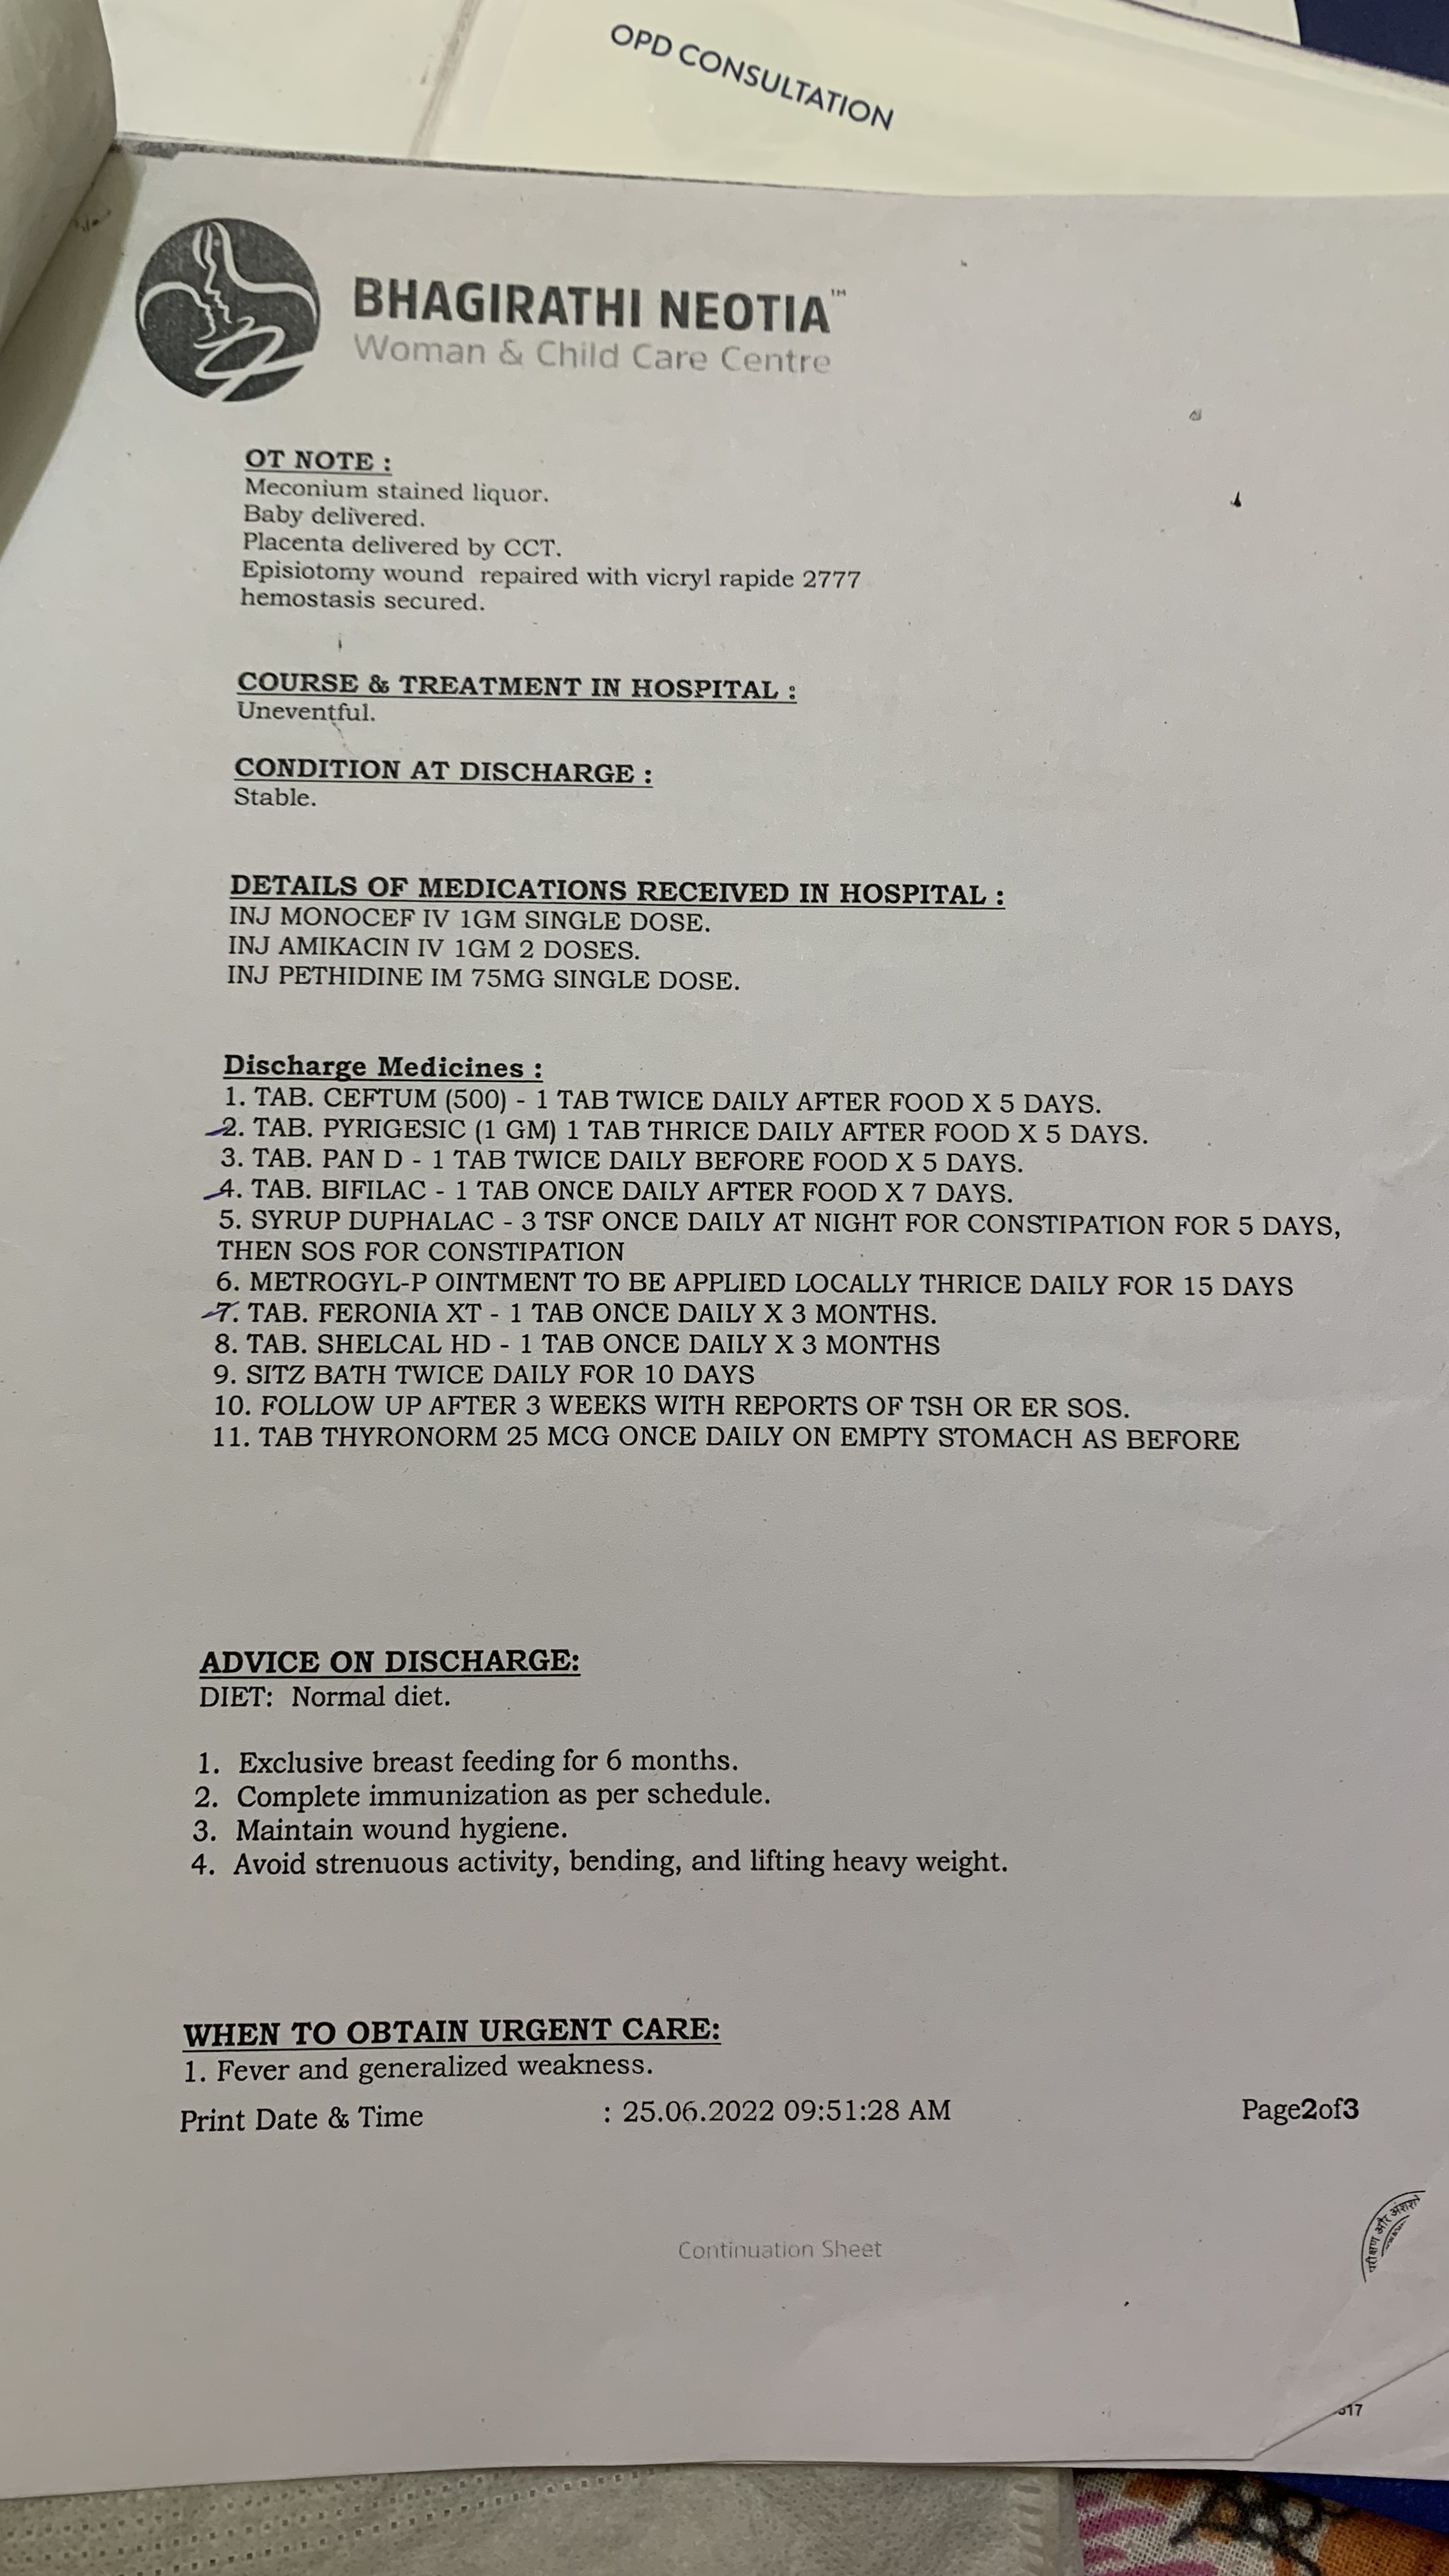 OPD CONSULTATION
BHAGIRATHI NEOTIA™
Woman & Child Care Centre
OT NOTE :
Meconium stained liquor.
Baby delivered.
Placenta delivered by CCT.
Episiotomy wound repaired with vicryl rapide 2777
hemostasis secured.
COURSE & TREATMENT IN HOSPITAL :
Uneventful.
CONDITION AT DISCHARGE :
Stable.
DETAILS OF MEDICATIONS RECEIVED IN HOSPITAL :
INJ MONOCEF IV 1GM SINGLE DOSE.
INJ AMIKACIN IV 1GM 2 DOSES.
INJ PETHIDINE IM 75MG SINGLE DOSE.
Discharge Medicines :
1. TAB. CEFTUM (500) - 1 TAB TWICE DAILY AFTER FOOD X 5 DAYS.
2. TAB. PYRIGESIC (1 GM) 1 TAB THRICE DAILY AFTER FOOD X 5 DAYS.
3. TAB. PAN D - 1 TAB TWICE DAILY BEFORE FOOD X 5 DAYS.
4. TAB. BIFILAC - 1 TAB ONCE DAILY AFTER FOOD X 7 DAYS.
5. SYRUP DUPHALAC - 3 TSF ONCE DAILY AT NIGHT FOR CONSTIPATION FOR 5 DAYS,
THEN SOS FOR CONSTIPATION
6. METROGYL-P OINTMENT TO BE APPLIED LOCALLY THRICE DAILY FOR 15 DAYS
7. TAB. FERONIA XT - 1 TAB ONCE DAILY X 3 MONTHS.
8. TAB. SHELCAL HD - 1 TAB ONCE DAILY X 3 MONTHS
9. SITZ BATH TWICE DAILY FOR 10 DAYS
10. FOLLOW UP AFTER 3 WEEKS WITH REPORTS OF TSH OR ER SOS.
11. TAB THYRONORM 25 MCG ONCE DAILY ON EMPTY STOMACH AS BEFORE
ADVICE ON DISCHARGE:
DIET: Normal diet.
1. Exclusive breast feeding for 6 months.
2. Complete immunization as per schedule.
3. Maintain wound hygiene.
4. Avoid strenuous activity, bending, and lifting heavy weight.
WHEN TO OBTAIN URGENT CARE:
1. Fever and generalized weakness.
Print Date & Time : 25.06.2022 09:51:28 AM Page2of3
परीक्षण और अंशशो
Continuation Sheet
517